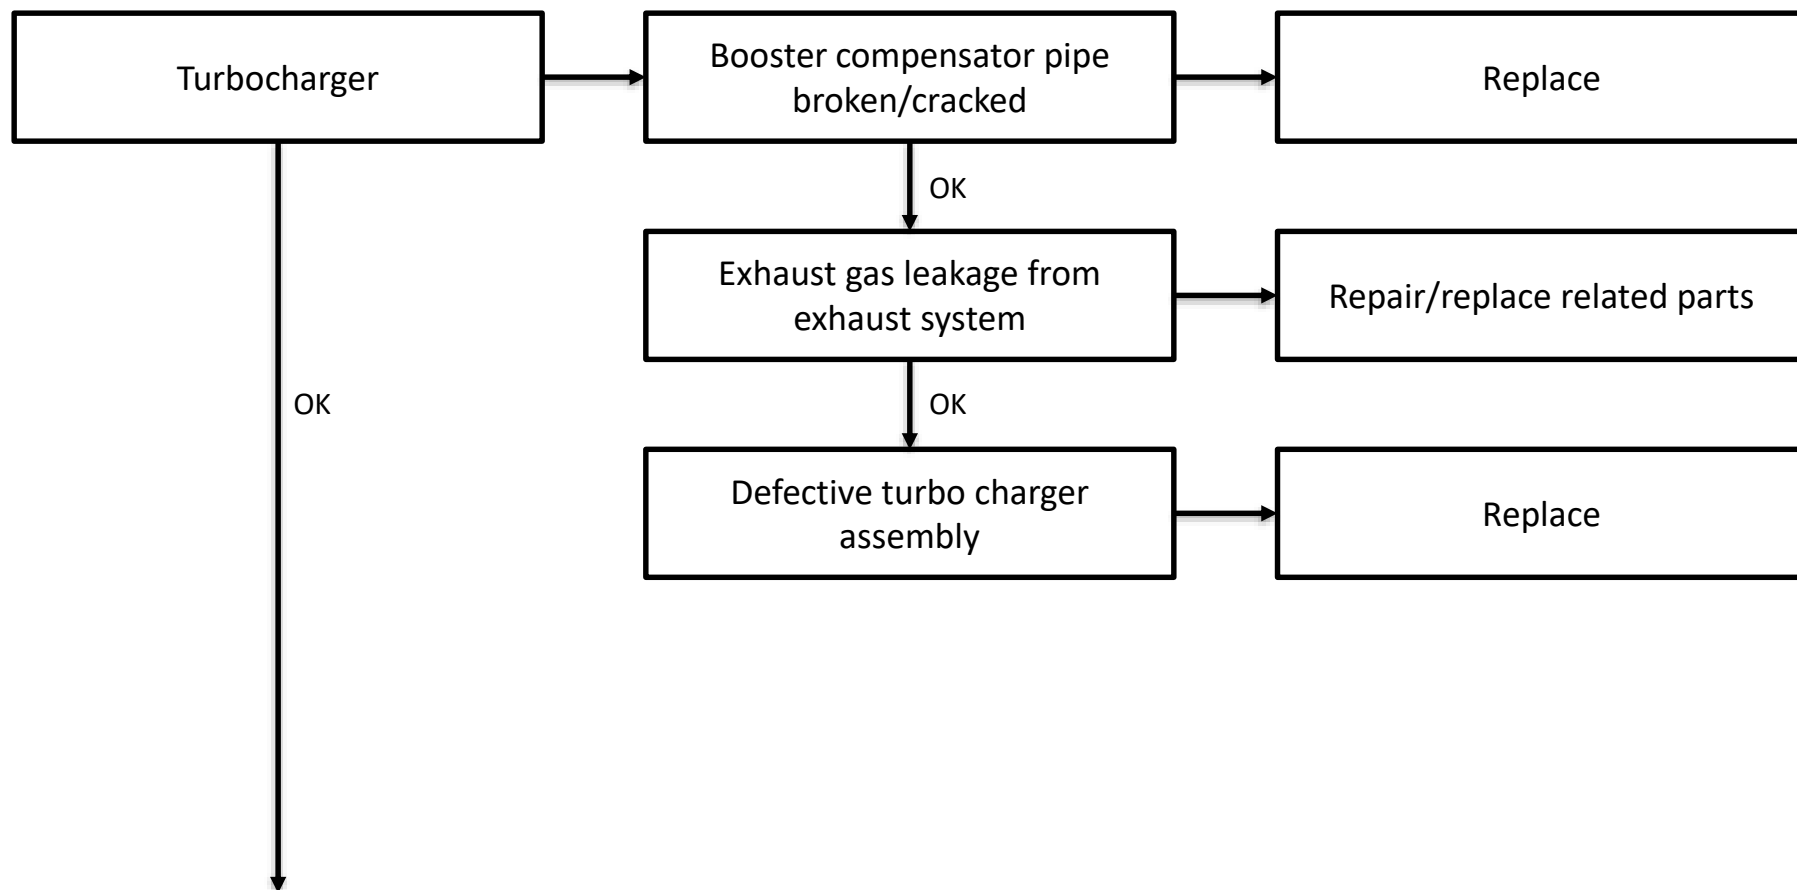 Turbocharger
Booster compensator pipe
broken/cracked
Replace
OK
Exhaust gas leakage from
exhaust system
Repair/replace related parts
OK
OK
Defective turbo charger
assembly
Replace